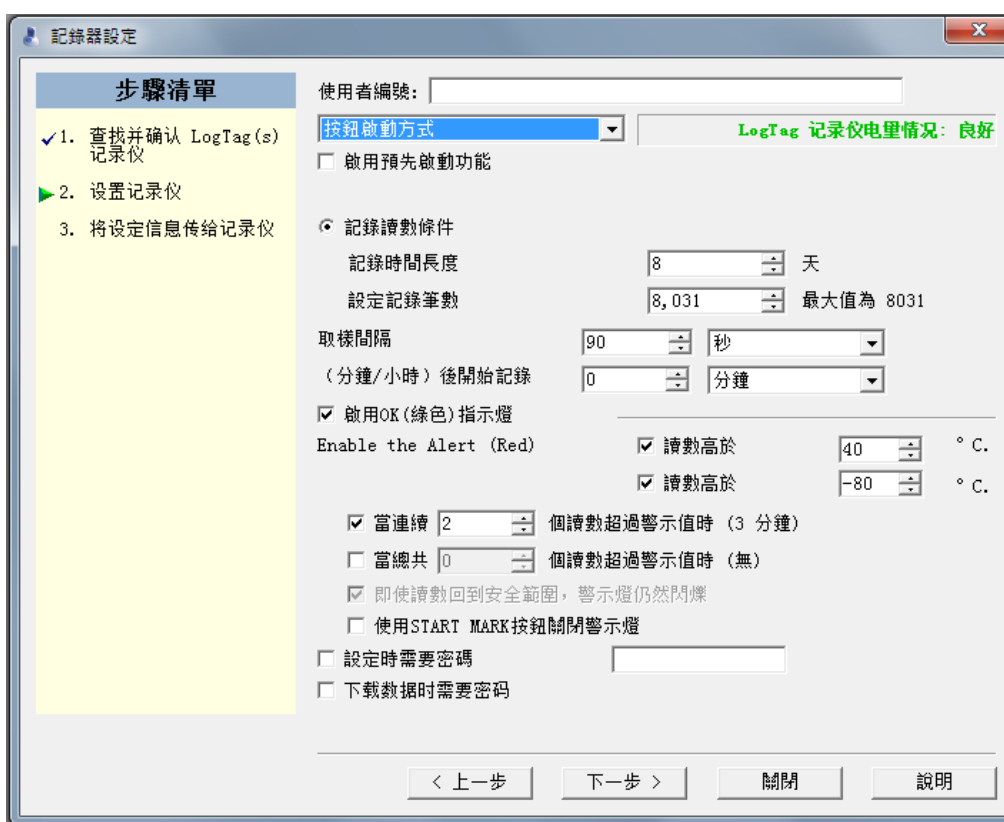 記錄器設定
步驟清單
1. 查找并确认 LogTag(s)
记录仪
2. 设置记录仪
3. 将设定信息传给记录仪
使用者編號:
按鈕啟動方式
LogTag 记录仪电量情况: 良好
啟用預先啟動功能
記錄讀數條件
記錄時間長度 8 天
設定記錄筆數 8,031 最大值為 8031
取樣間隔 90 秒
(分鐘/小時)後開始記錄 0 分鐘
啟用OK(綠色)指示燈
Enable the Alert (Red) 讀數高於 40 ° C.
讀數高於 -80 ° C.
當連續 2 個讀數超過警示值時 (3 分鐘)
當總共 0 個讀數超過警示值時 (無)
即使讀數回到安全範圍,警示燈仍然閃爍
使用START MARK按鈕關閉警示燈
設定時需要密碼
下载数据时需要密码
< 上一步
下一步 >
關閉
說明